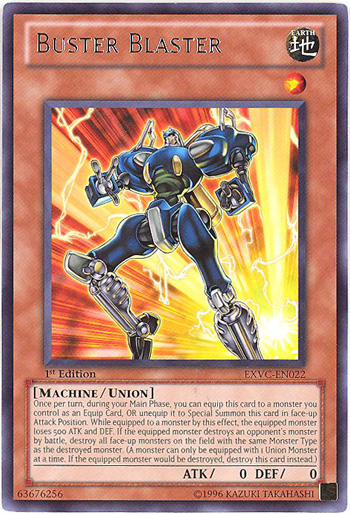 BUSTER BLASTER
EARTH
地
1st Edition
EXVC-EN022
[MACHINE / UNION]
Once per turn, during your Main Phase, you can equip this card to a monster you
control as an Equip Card, OR unequip it to Special Summon this card in face-up
Attack Position. While equipped to a monster by this effect, the equipped monster
loses 500 ATK and DEF. If the equipped monster destroys an opponent's monster
by battle, destroy all face-up monsters on the field with the same Monster Type
as the destroyed monster. (A monster can only be equipped with 1 Union Monster
at a time. If the equipped monster would be destroyed, destroy this card instead.)
ATK / 0 DEF / 0
63676256
©1996 KAZUKI TAKAHASHI